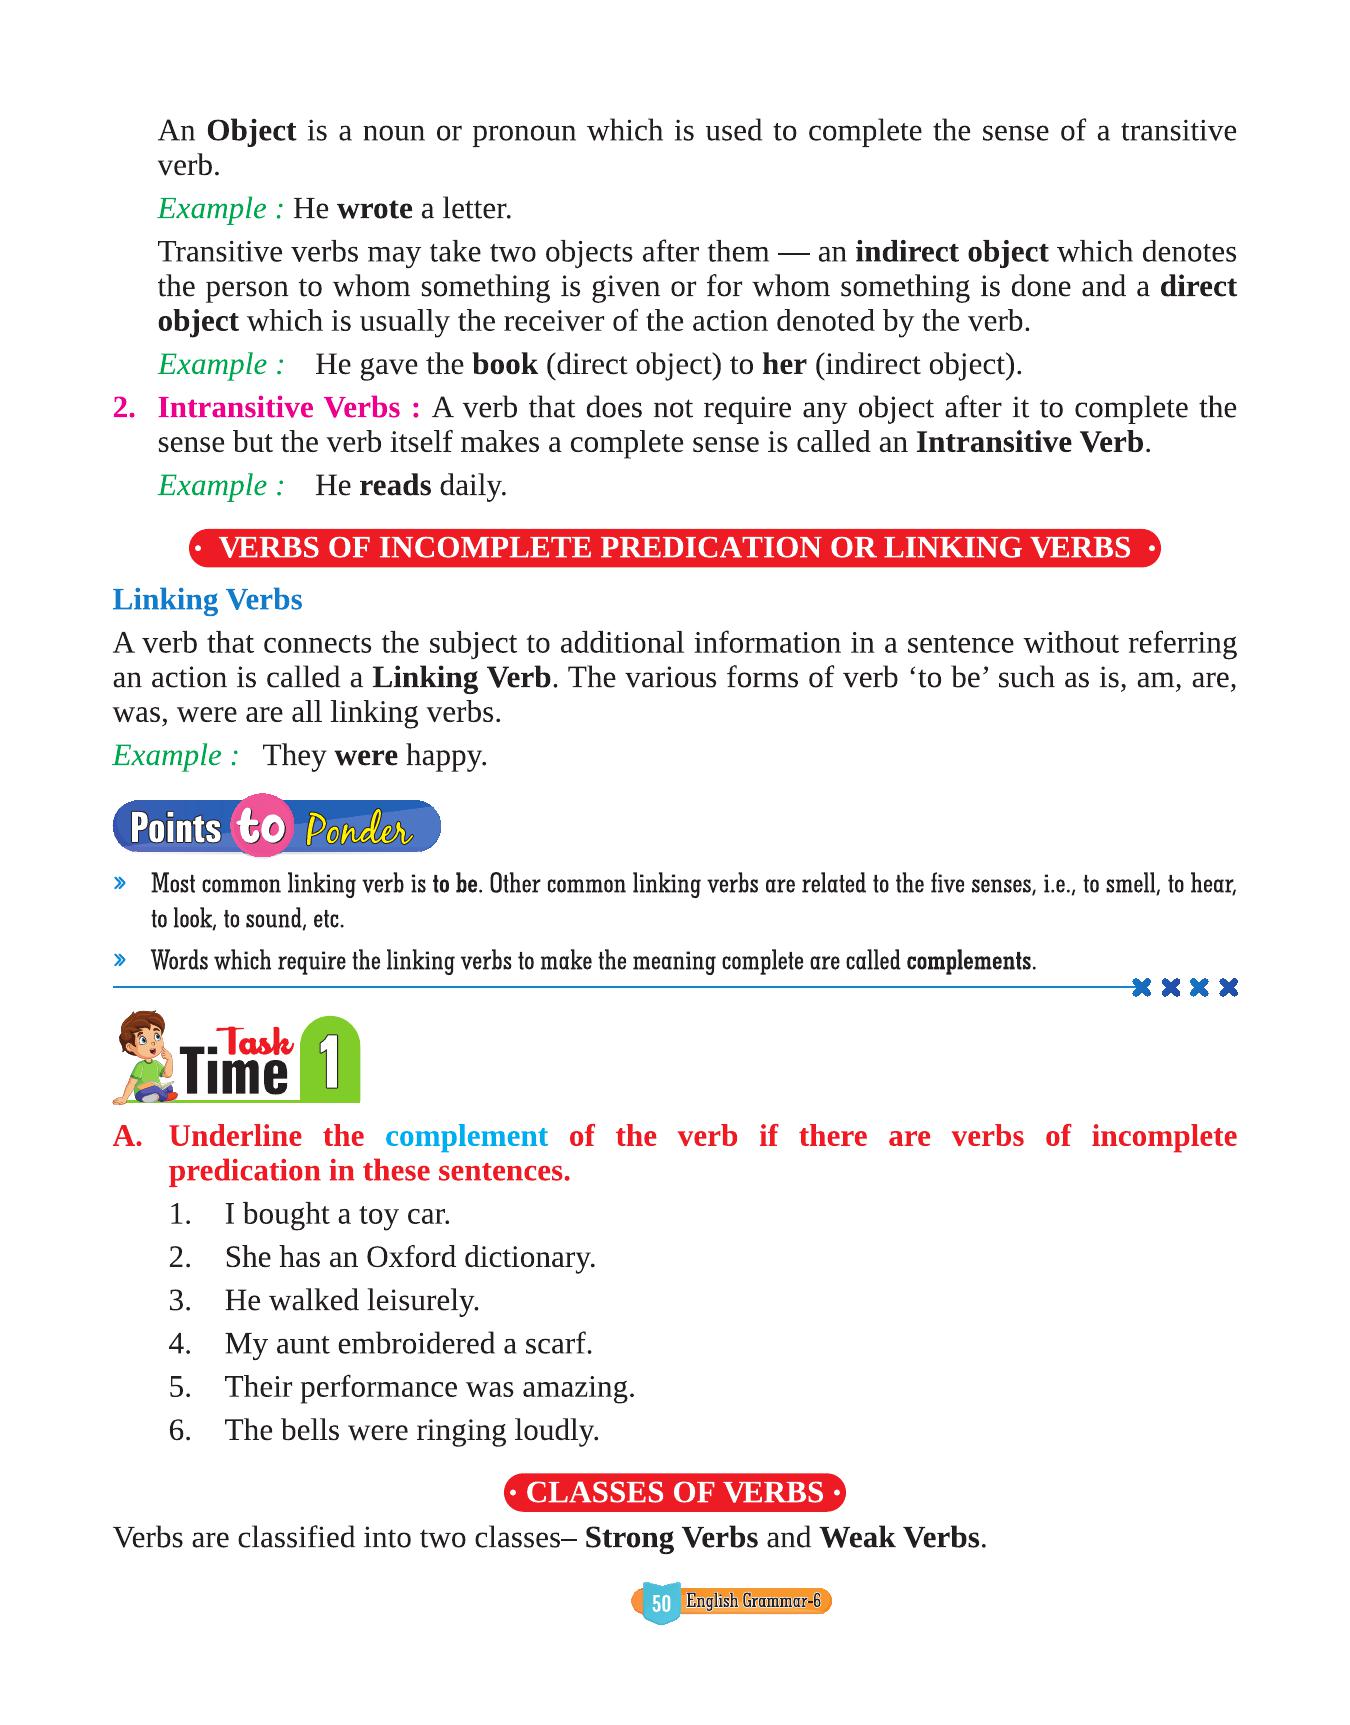 An Object is a noun or pronoun which is used to complete the sense of a transitive
verb.
Example : He wrote a letter.
Transitive verbs may take two objects after them — an indirect object which denotes
the person to whom something is given or for whom something is done and a direct
object which is usually the receiver of the action denoted by the verb.
Example : He gave the book (direct object) to her (indirect object).
2. Intransitive Verbs : A verb that does not require any object after it to complete the
sense but the verb itself makes a complete sense is called an Intransitive Verb.
Example : He reads daily.
• VERBS OF INCOMPLETE PREDICATION OR LINKING VERBS •
Linking Verbs
A verb that connects the subject to additional information in a sentence without referring
an action is called a Linking Verb. The various forms of verb ‘to be’ such as is, am, are,
was, were are all linking verbs.
Example : They were happy.
Points to Ponder
» Most common linking verb is to be. Other common linking verbs are related to the five senses, i.e., to smell, to hear,
to look, to sound, etc.
» Words which require the linking verbs to make the meaning complete are called complements.
Task
Time 1
A. Underline the complement of the verb if there are verbs of incomplete
predication in these sentences.
1. I bought a toy car.
2. She has an Oxford dictionary.
3. He walked leisurely.
4. My aunt embroidered a scarf.
5. Their performance was amazing.
6. The bells were ringing loudly.
• CLASSES OF VERBS •
Verbs are classified into two classes– Strong Verbs and Weak Verbs.
50 English Grammar-6